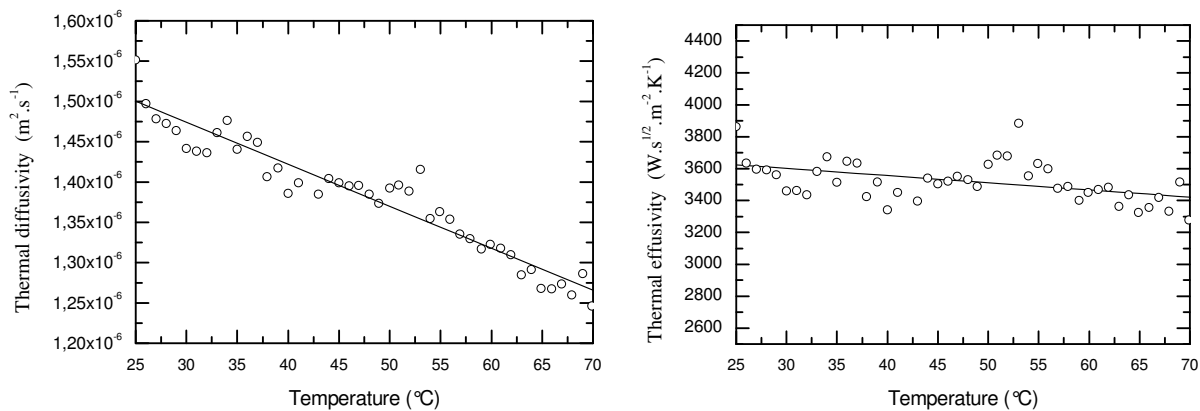 1,60x10-6
1,55x10-6
1,50x10-6
1,45x10-6
1,40x10-6
1,35x10-6
1,30x10-6
1,25x10-6
1,20x10-6
Thermal diffusivity (m2.s-1)
25 30 35 40 45 50 55 60 65 70
Temperature (°C)
4400
4200
4000
3800
3600
3400
3200
3000
2800
2600
Thermal effusivity (W.s1/2.m-2.K-1)
25 30 35 40 45 50 55 60 65 70
Temperature (°C)